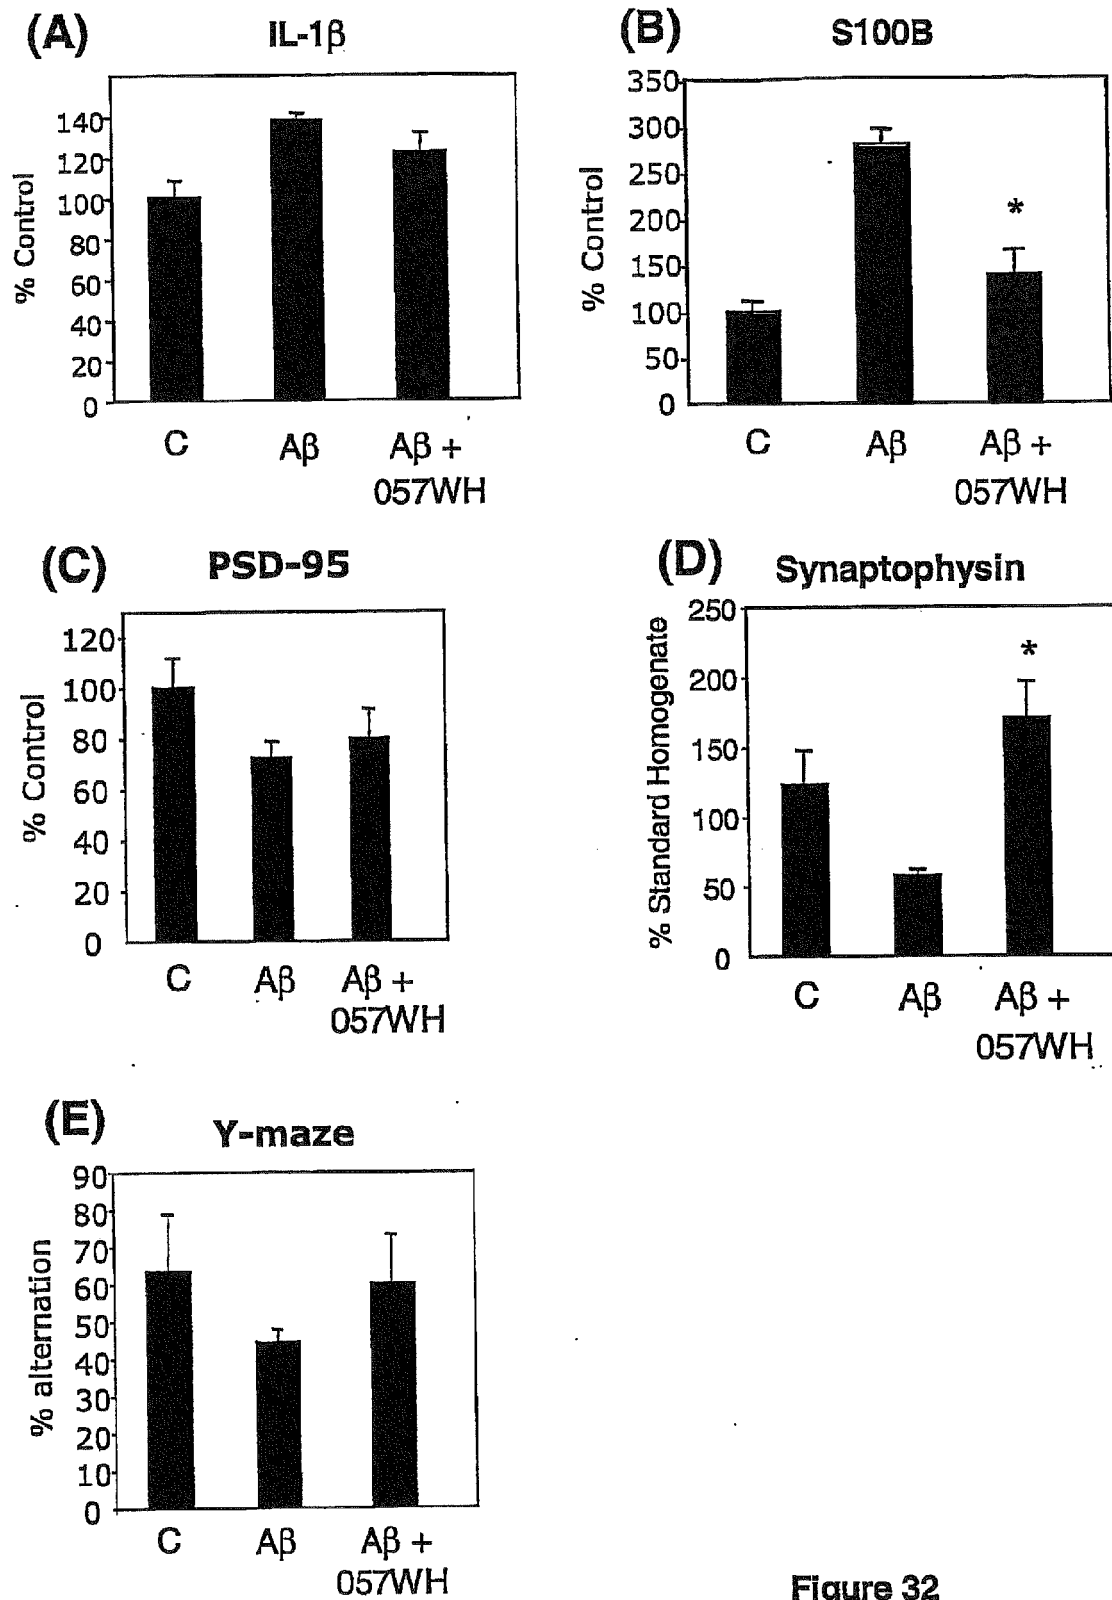 (A) IL-1β
% Control
140
120
100
80
60
40
20
0
C Aβ Aβ +
057WH
(B) S100B
% Control
350
300
250
200
150
100
50
0
*
C Aβ Aβ +
057WH
(C) PSD-95
% Control
120
100
80
60
40
20
0
C Aβ Aβ +
057WH
(D) Synaptophysin
% Standard Homogenate
250
200
150
100
50
0
*
C Aβ Aβ +
057WH
(E) Y-maze
% alternation
90
80
70
60
50
40
30
20
10
0
C Aβ Aβ +
057WH
Figure 32